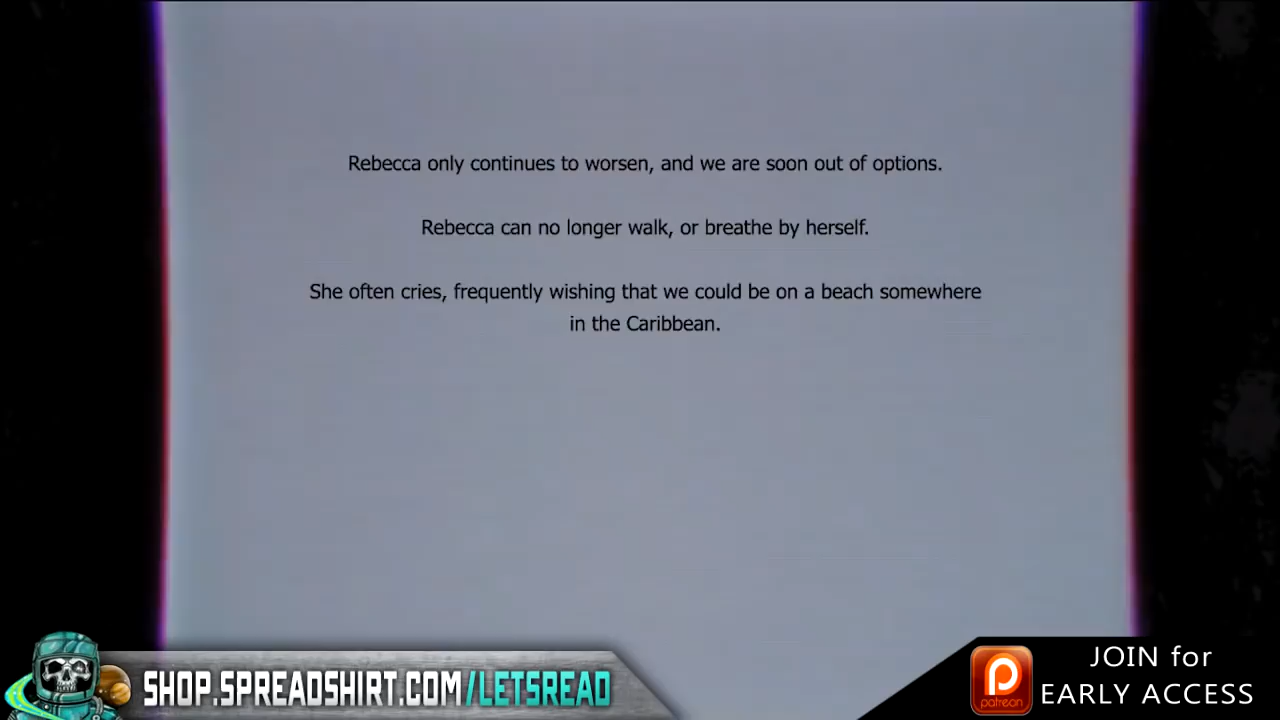 Rebecca only continues to worsen, and we are soon out of options.
Rebecca can no longer walk, or breathe by herself.
She often cries, frequently wishing that we could be on a beach somewhere
in the Caribbean.
SHOP.SPREADSHIRT.COM/LETSREAD
patreon
JOIN for
EARLY ACCESS